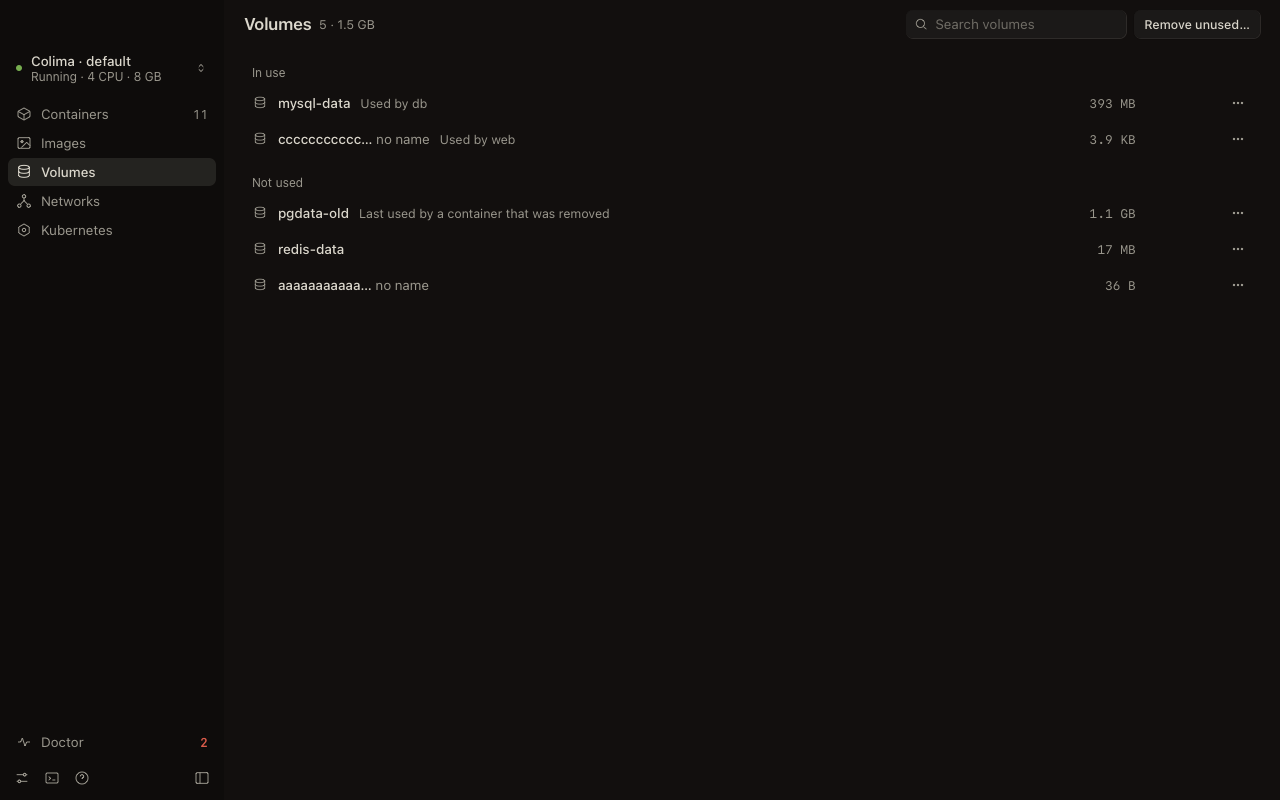 Volumes 5 · 1.5 GB
Search volumes
Remove unused...
Colima · default
Running · 4 CPU · 8 GB
Containers 11
Images
Volumes
Networks
Kubernetes
In use
mysql-data Used by db 393 MB
cccccccccccc... no name Used by web 3.9 KB
Not used
pgdata-old Last used by a container that was removed 1.1 GB
redis-data 17 MB
aaaaaaaaaaaa... no name 36 B
Doctor 2